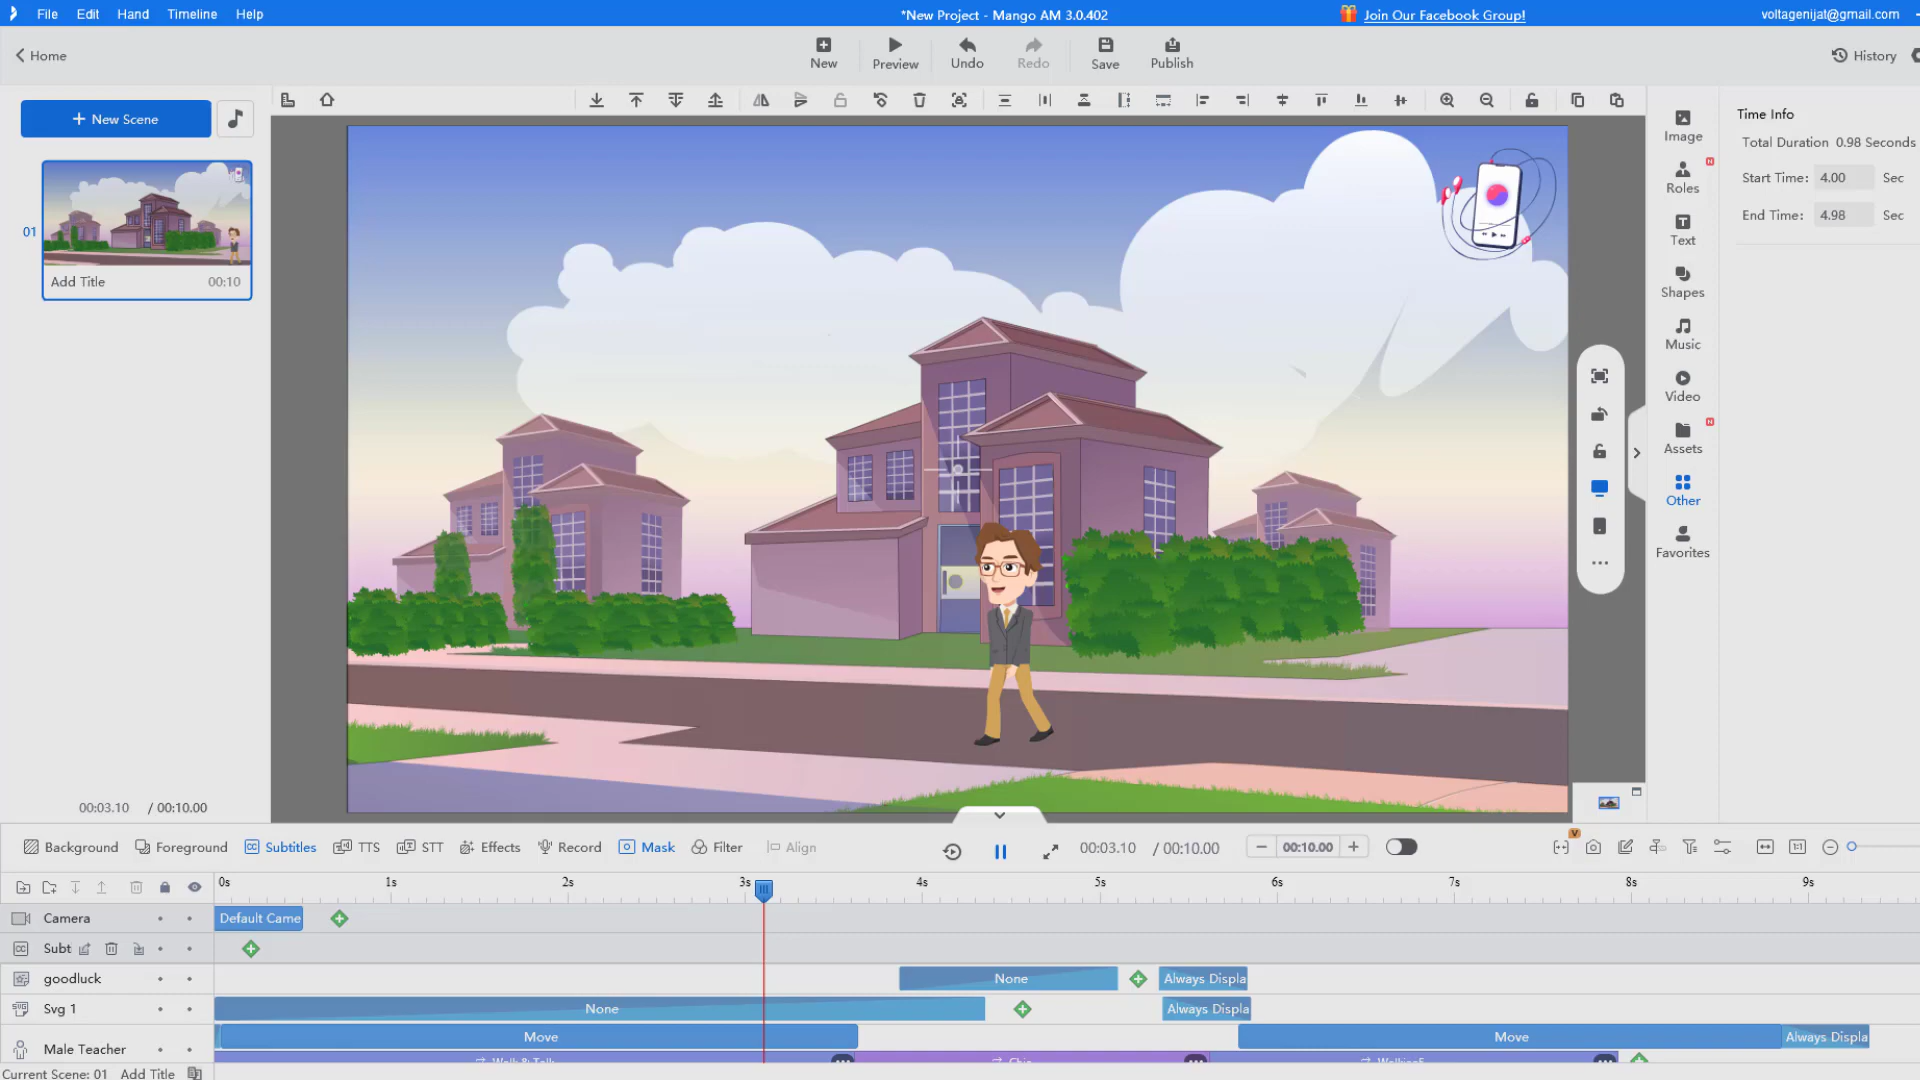 File Edit Hand Timeline Help
*New Project - Mango AM 3.0.402
Join Our Facebook Group!
voltagenijat@gmail.com
Home
New Preview Undo Redo Save Publish
History
+ New Scene
01
Add Title 00:10
00:03.10 / 00:10.00
Image
Roles
Text
Shapes
Music
Video
Assets
Other
Favorites
Time Info
Total Duration 0.98 Seconds
Start Time: 4.00 Sec
End Time: 4.98 Sec
Background Foreground Subtitles TTS STT Effects Record Mask Filter Align
00:03.10 / 00:10.00
00:10.00
0s 1s 2s 3s 4s 5s 6s 7s 8s 9s
Camera
Default Came
Subt
goodluck
None
Always Displa
Svg 1
None
Always Displa
Male Teacher
Move
Move
Always Displa
Walk & Talk
Current Scene: 01 Add Title